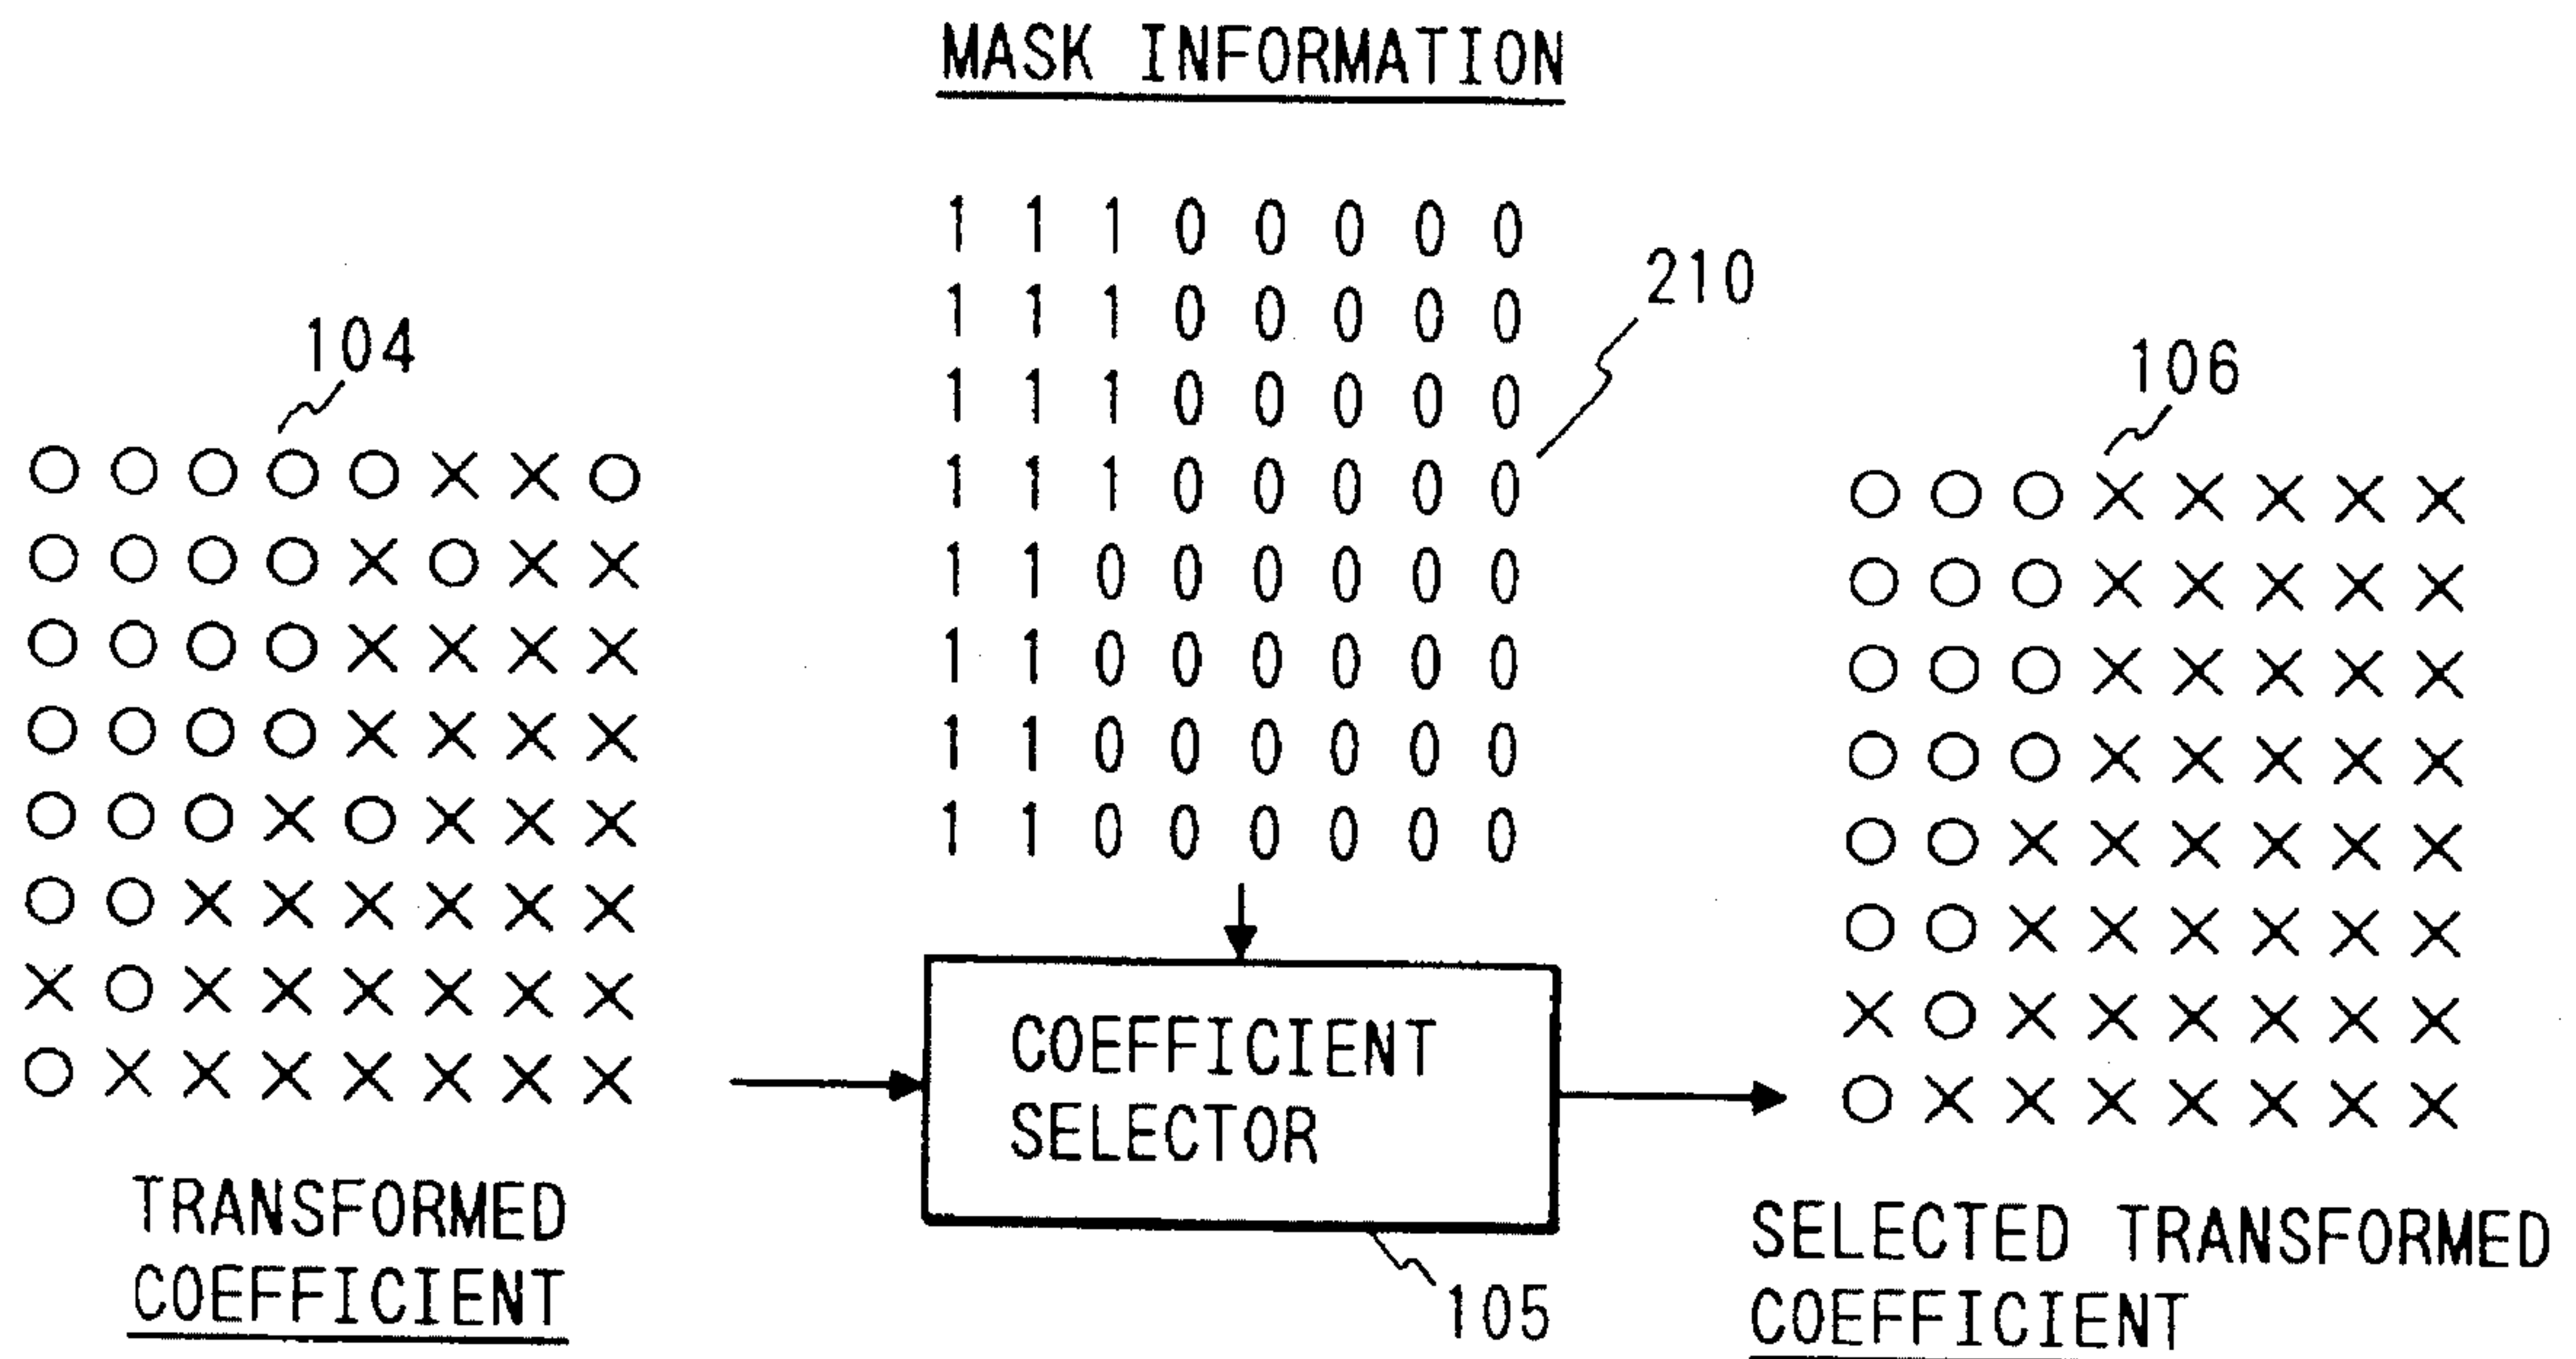 MASK INFORMATION
1 1 1 0 0 0 0 0
1 1 1 0 0 0 0 0
1 1 1 0 0 0 0 0
1 1 1 0 0 0 0 0
1 1 0 0 0 0 0 0
1 1 0 0 0 0 0 0
1 1 0 0 0 0 0 0
1 1 0 0 0 0 0 0
210
104
○ ○ ○ ○ ○ × × ○
○ ○ ○ ○ × ○ × ×
○ ○ ○ ○ × × × ×
○ ○ ○ ○ × × × ×
○ ○ ○ × ○ × × ×
○ ○ × × × × × ×
× ○ × × × × × ×
○ × × × × × × ×
TRANSFORMED
COEFFICIENT
COEFFICIENT
SELECTOR
105
106
○ ○ ○ × × × × ×
○ ○ ○ × × × × ×
○ ○ ○ × × × × ×
○ ○ ○ × × × × ×
○ ○ × × × × × ×
○ ○ × × × × × ×
× ○ × × × × × ×
○ × × × × × × ×
SELECTED TRANSFORMED
COEFFICIENT